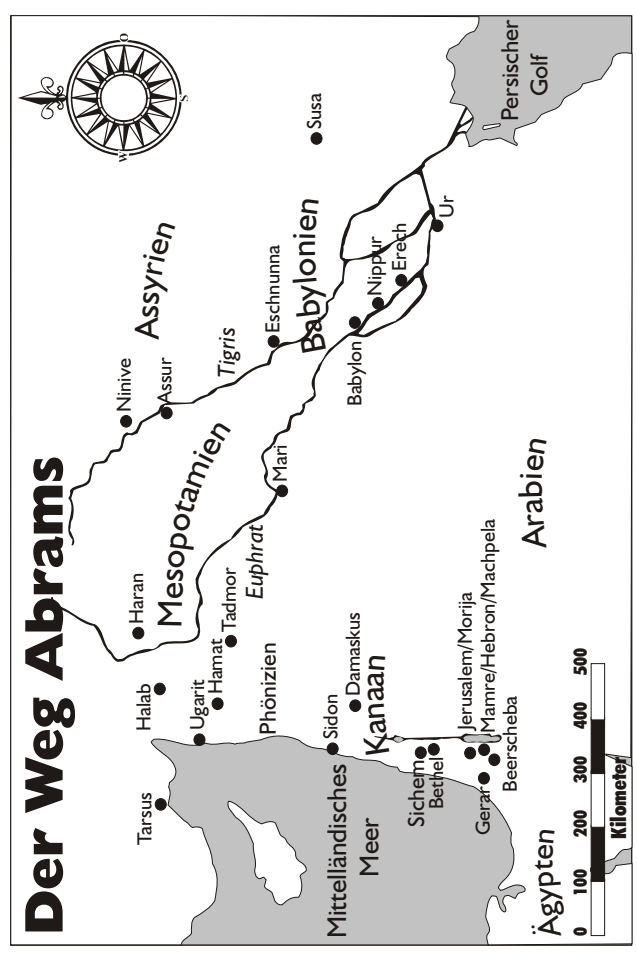 Der Weg Abrams
W
O
S
Tarsus
Halab
Haran
Ninive
Assur
Assyrien
Mesopotamien
Tigris
Ugarit
Hamat
Tadmor
Euphrat
Phönizien
Mari
Eschnunna
Babylonien
Susa
Mittelländisches
Meer
Sidon
Damaskus
Kanaan
Babylon
Nippur
Erech
Ur
Persischer
Golf
Sichem
Bethel
Jerusalem/Morija
Mamre/Hebron/Machpela
Gerar
Beerscheba
Arabien
Ägypten
0 100 200 300 400 500
Kilometer